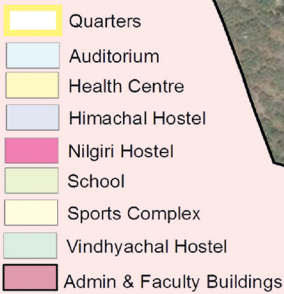 Quarters
Auditorium
Health Centre
Himachal Hostel
Nilgiri Hostel
School
Sports Complex
Vindhyachal Hostel
Admin & Faculty Buildings